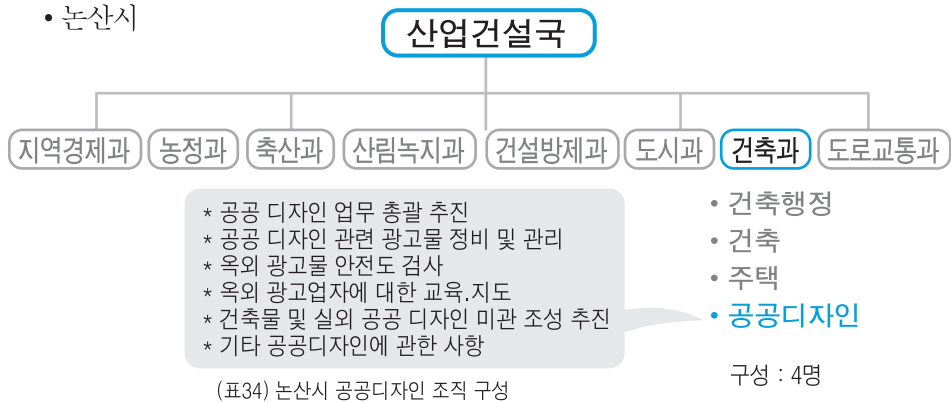 • 논산시
산업건설국
지역경제과 농정과 축산과 산림녹지과 건설방제과 도시과 건축과 도로교통과
* 공공 디자인 업무 총괄 추진
* 공공 디자인 관련 광고물 정비 및 관리
* 옥외 광고물 안전도 검사
* 옥외 광고업자에 대한 교육.지도
* 건축물 및 실외 공공 디자인 미관 조성 추진
* 기타 공공디자인에 관한 사항
• 건축행정
• 건축
• 주택
• 공공디자인
구성 : 4명
(표34) 논산시 공공디자인 조직 구성